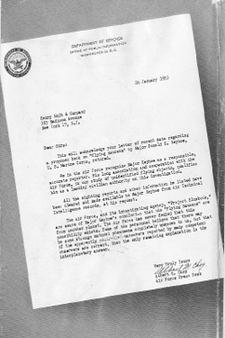 DEPARTMENT OF DEFENSE
OFFICE OF PUBLIC INFORMATION
WASHINGTON 25 D.C.
26 January 1953
Henry Holt & Company
383 Madison Avenue
New York 17, N.Y.
Dear Sirs:
This will acknowledge your letter of recent date regarding
a proposed book on "flying saucers" by Major Donald E. Keyhoe,
U. S. Marine Corps, retired.
We in the Air Force recognize Major Keyhoe as a responsible,
accurate reporter. His long association and cooperation with the
Air Force, in our study of unidentified flying objects, qualifies
him as a leading civilian authority on this investigation.
All the sighting reports and other information he listed have
been cleared and made available to Major Keyhoe from Air Technical
Intelligence records, at his request.
The Air Force, and its investigating agency, "Project Bluebook,"
are aware of Major Keyhoe's conclusion that the "Flying Saucers" are
from another planet. The Air Force has never denied that this
possibility exists. Some of the personnel believe that there may
be some strange natural phenomena completely unknown to us, but that
if the apparently controlled maneuvers reported by many competent
observers are correct, then the only remaining explanation is the
interplanetary answer.
Very Truly Yours
Albert M. Chop
Air Force Press Desk